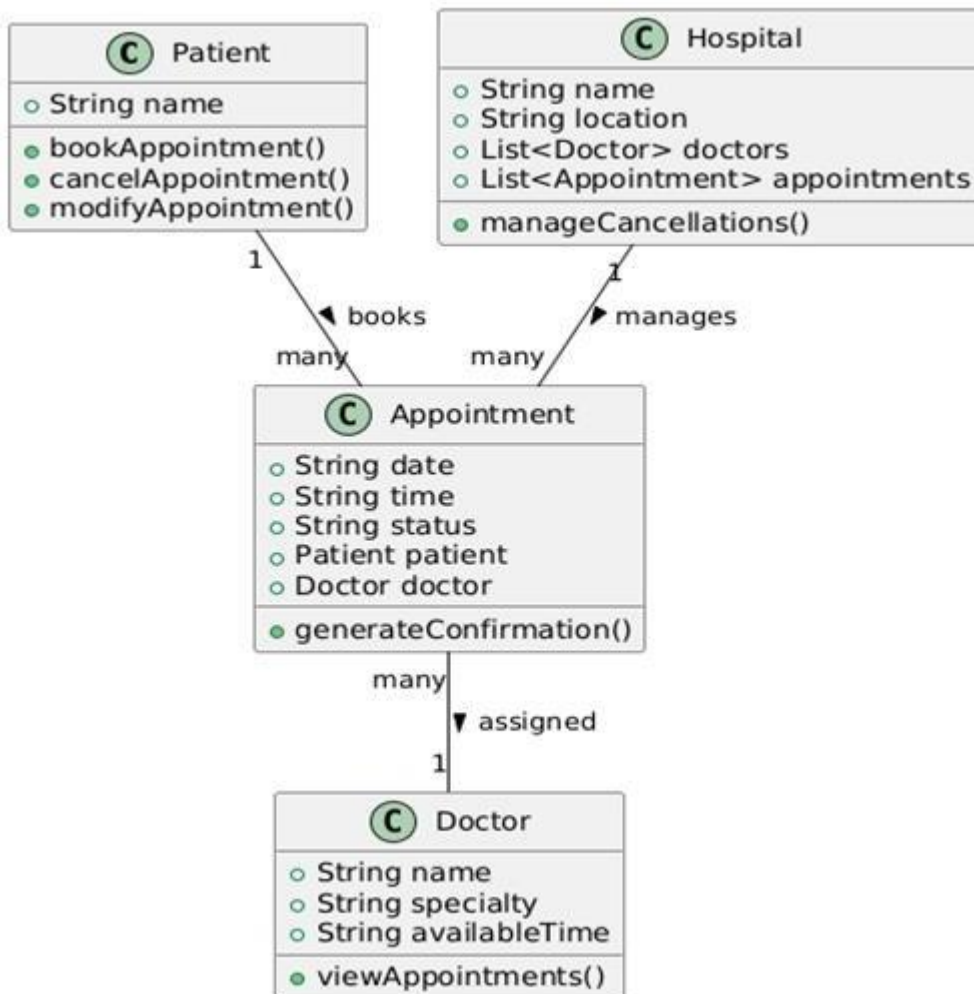 C Patient
String name
bookAppointment()
cancelAppointment()
modifyAppointment()
C Hospital
String name
String location
List<Doctor> doctors
List<Appointment> appointments
manageCancellations()
1
1
books
manages
many
many
C Appointment
String date
String time
String status
Patient patient
Doctor doctor
generateConfirmation()
many
assigned
1
C Doctor
String name
String specialty
String availableTime
viewAppointments()